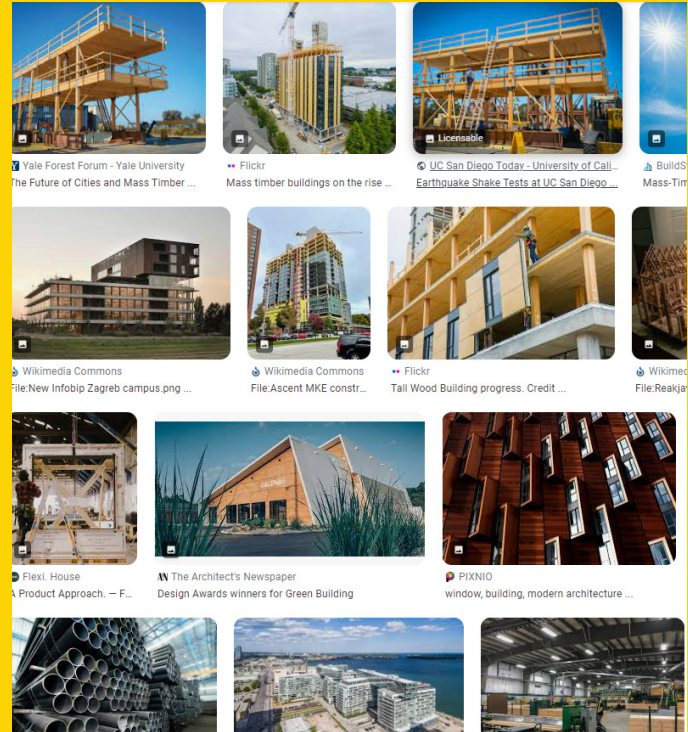 Licensable
Yale Forest Forum - Yale University
The Future of Cities and Mass Timber ...
Flickr
Mass timber buildings on the rise ...
UC San Diego Today - University of Cali...
Earthquake Shake Tests at UC San Diego ...
BuildS
Mass-Tim
Wikimedia Commons
File:New Infobip Zagreb campus.png ...
Wikimedia Commons
File:Ascent MKE constr...
Flickr
Tall Wood Building progress. Credit ...
Wikimed
File:Reakja
Flexi. House
A Product Approach. — F...
AN The Architect's Newspaper
Design Awards winners for Green Building
PIXNIO
window, building, modern architecture ...